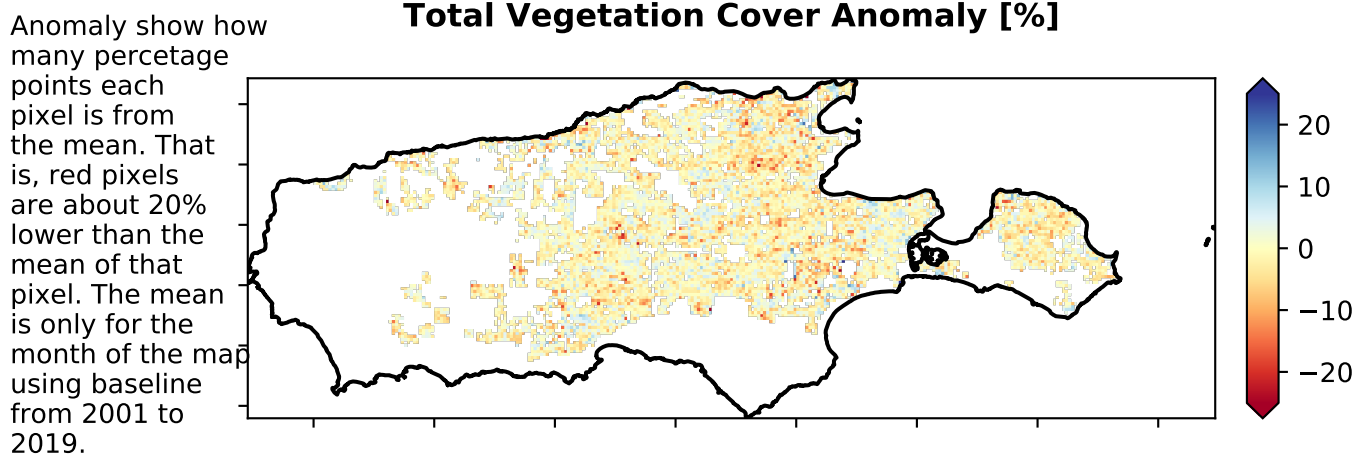 Total Vegetation Cover Anomaly [%]
Anomaly show how
many percetage
points each
pixel is from
the mean. That
is, red pixels
are about 20%
lower than the
mean of that
pixel. The mean
is only for the
month of the map
using baseline
from 2001 to
2019.
20
10
0
−10
−20